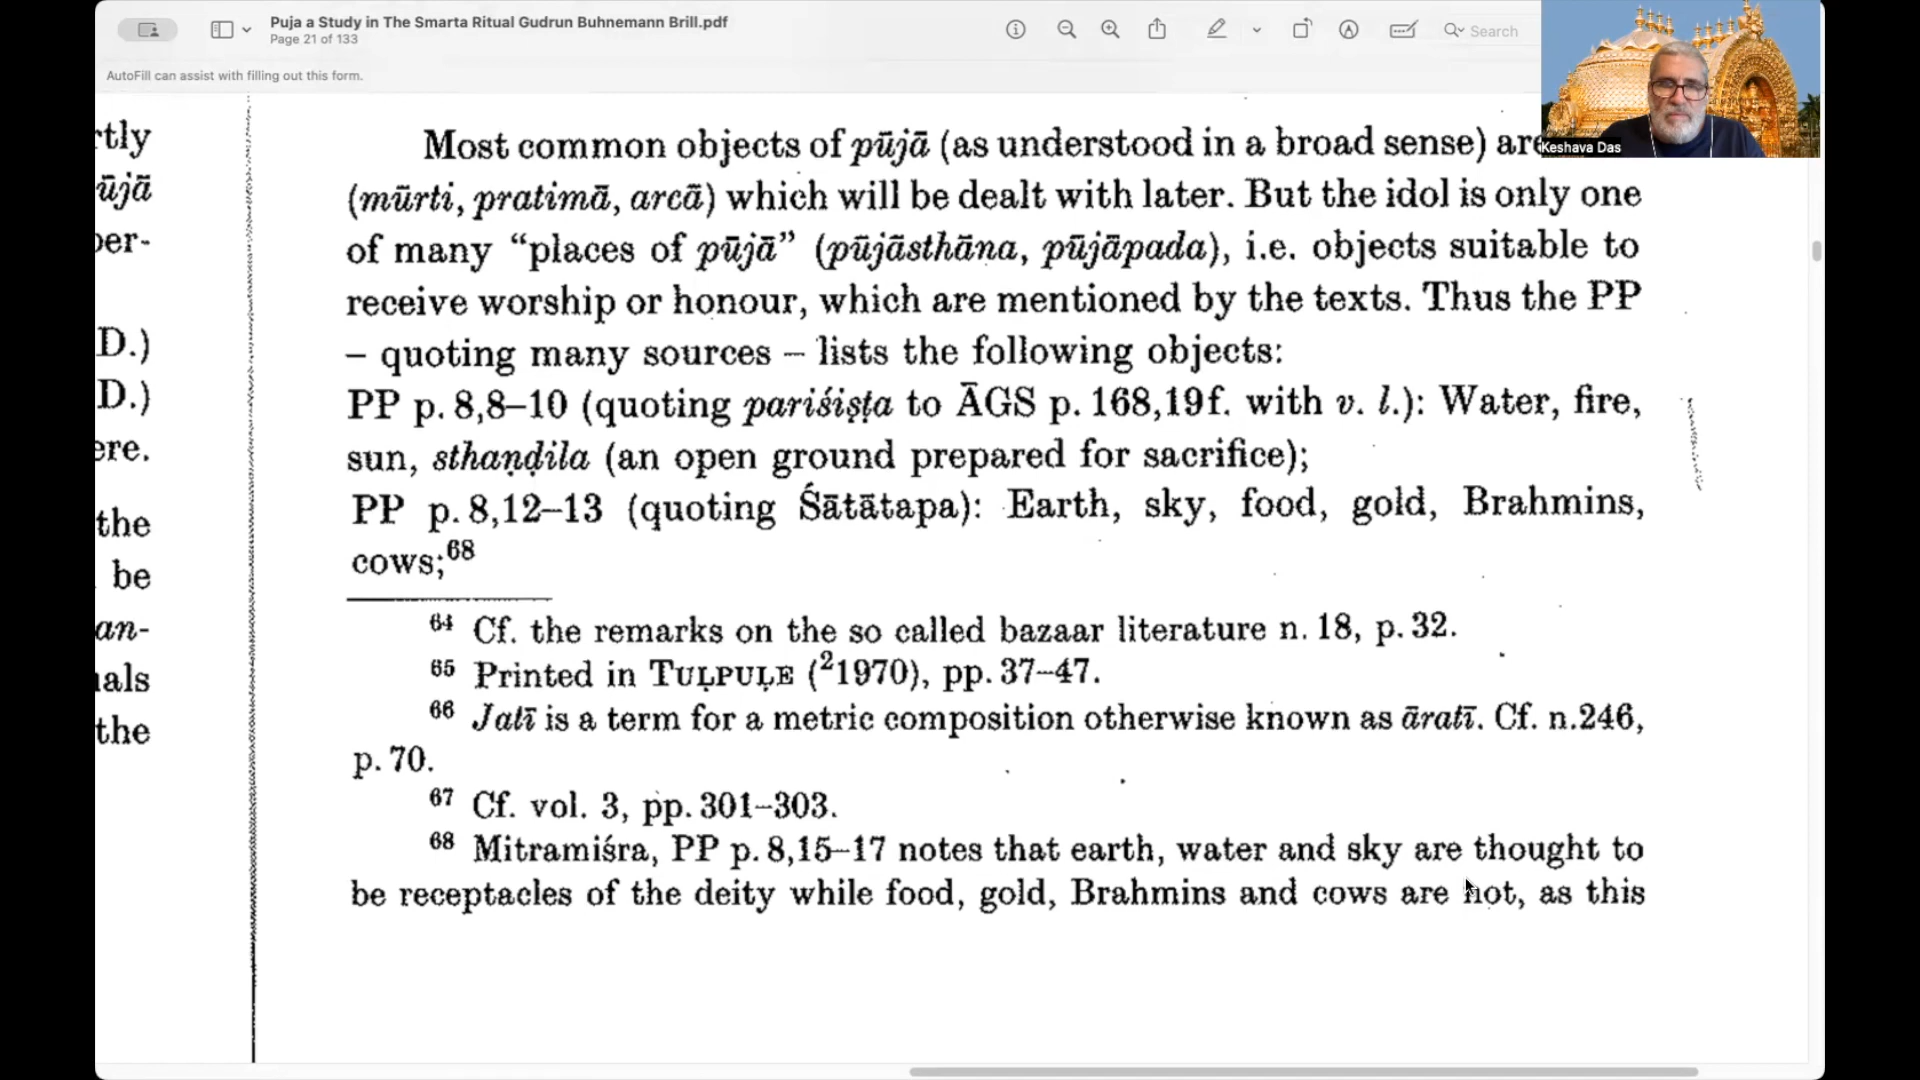 Puja a Study in The Smarta Ritual Gudrun Buhnemann Brill.pdf
Page 21 of 133
Search
AutoFill can assist with filling out this form.
Keshava Das
rtly
ūjā
per-
D.)
D.)
ere.
the
be
an-
als
the
Most common objects of pūjā (as understood in a broad sense) are
(mūrti, pratimā, arcā) which will be dealt with later. But the idol is only one
of many “places of pūjā” (pūjāsthāna, pūjāpada), i.e. objects suitable to
receive worship or honour, which are mentioned by the texts. Thus the PP
– quoting many sources – lists the following objects:
PP p. 8,8–10 (quoting pariśiṣṭa to ĀGS p. 168,19f. with v. l.): Water, fire,
sun, sthaṇḍila (an open ground prepared for sacrifice);
PP p. 8,12–13 (quoting Śātātapa): Earth, sky, food, gold, Brahmins,
cows;68
64 Cf. the remarks on the so called bazaar literature n. 18, p. 32.
65 Printed in TUḶPUḶE (²1970), pp. 37–47.
66 Jatī is a term for a metric composition otherwise known as āratī. Cf. n.246,
p. 70.
67 Cf. vol. 3, pp. 301–303.
68 Mitramiśra, PP p. 8,15–17 notes that earth, water and sky are thought to
be receptacles of the deity while food, gold, Brahmins and cows are not, as this